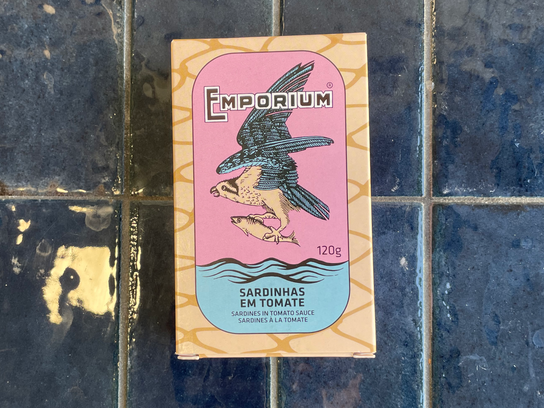 EMPORIUM®
120g
SARDINHAS
EM TOMATE
SARDINES IN TOMATO SAUCE
SARDINES À LA TOMATE